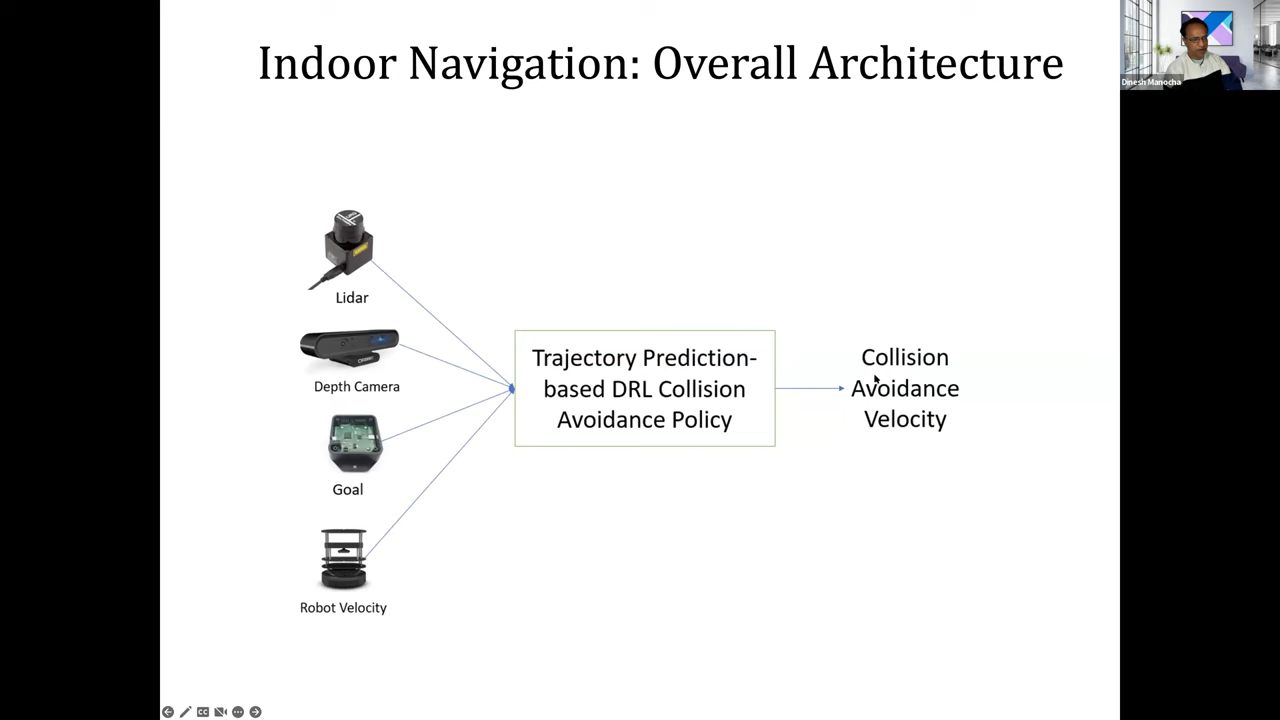 Indoor Navigation: Overall Architecture
Dinesh Manocha
Lidar
Depth Camera
Goal
Robot Velocity
Trajectory Prediction-
based DRL Collision
Avoidance Policy
Collision
Avoidance
Velocity
CC